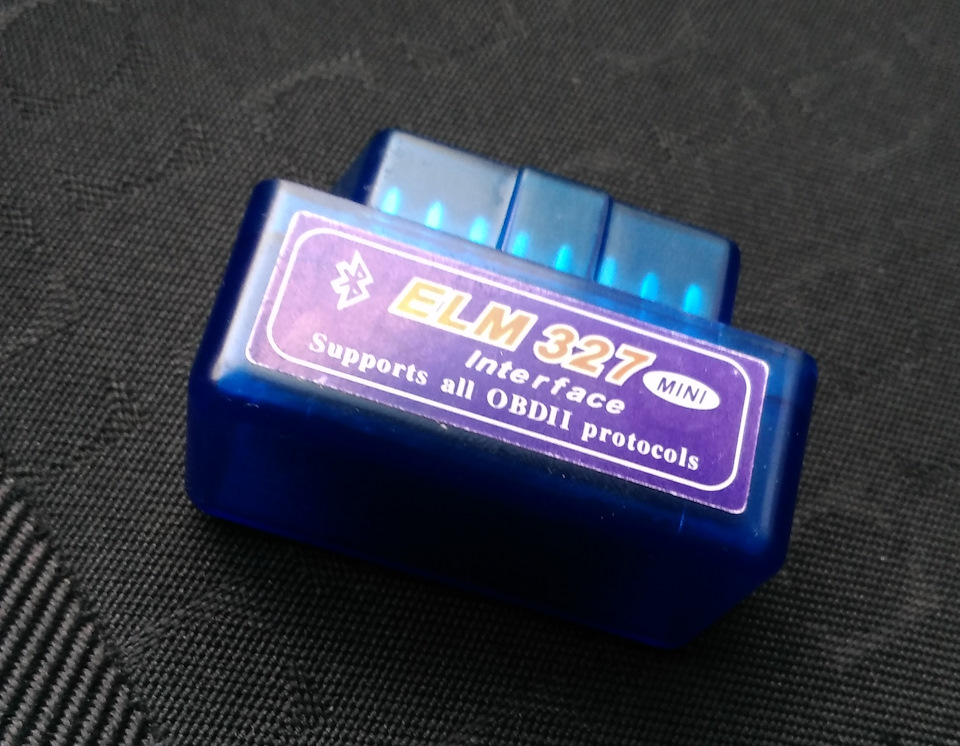 ELM 327
Interface
MINI
Supports all OBDII protocols